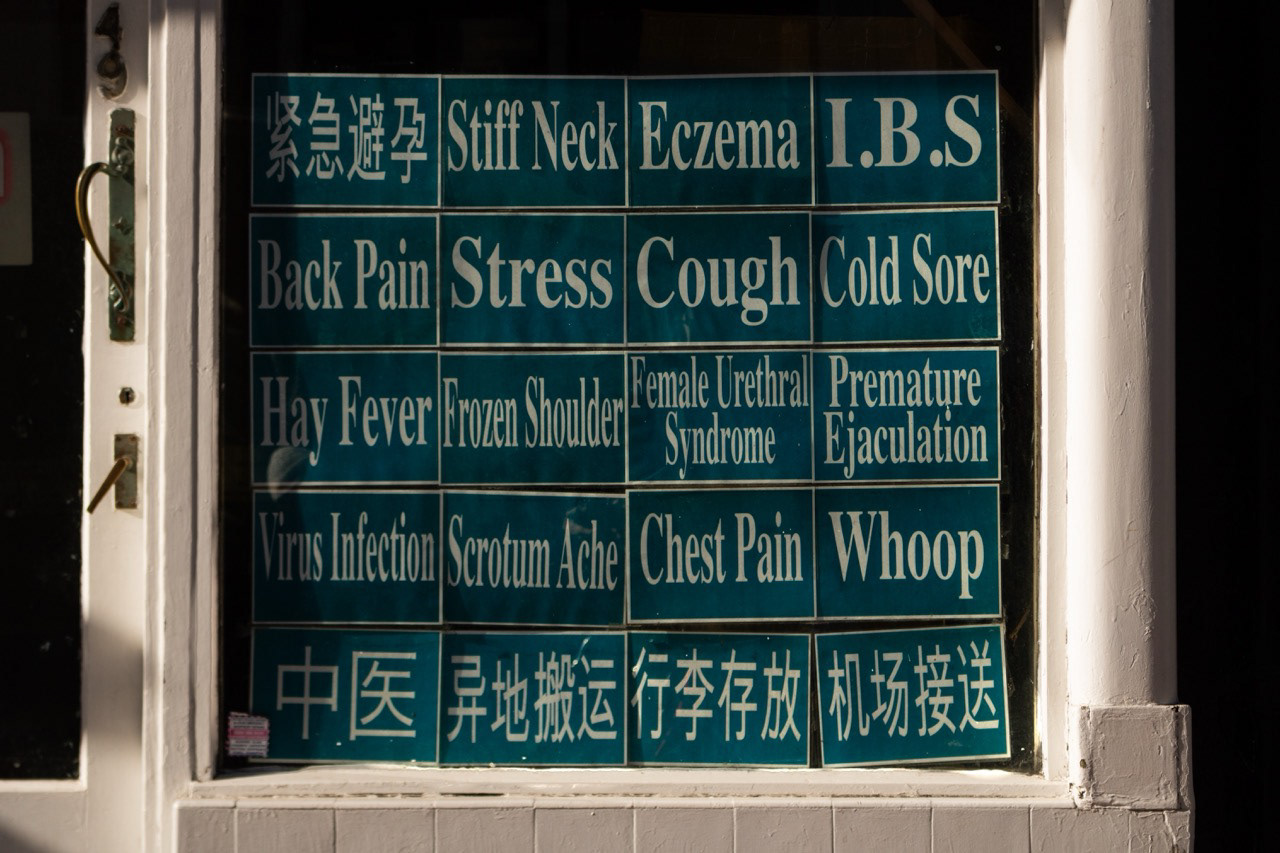 紧急避孕
Stiff Neck
Eczema
I.B.S
Back Pain
Stress
Cough
Cold Sore
Hay Fever
Frozen Shoulder
Female Urethral
Syndrome
Premature
Ejaculation
Virus Infection
Scrotum Ache
Chest Pain
Whoop
中医
异地搬运
行李存放
机场接送